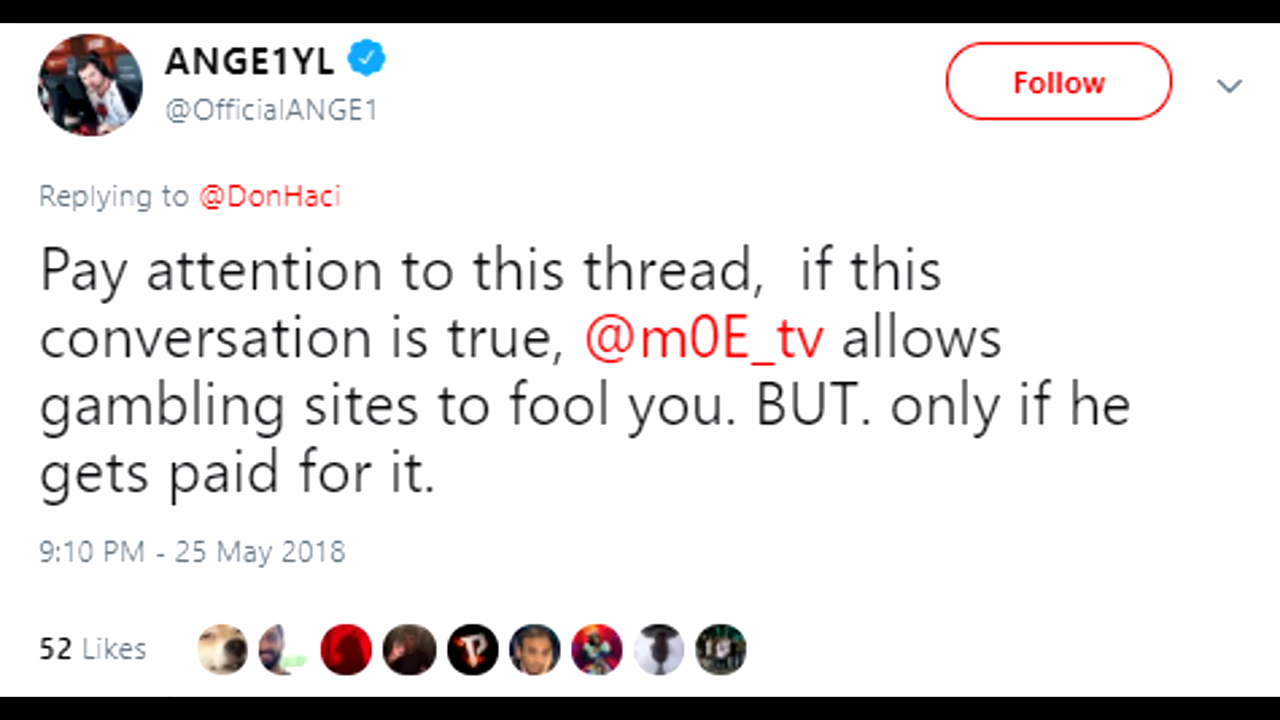 ANGE1YL
@OfficialANGE1
Follow
Replying to @DonHaci
Pay attention to this thread,  if this
conversation is true, @m0E_tv allows
gambling sites to fool you. BUT. only if he
gets paid for it.
9:10 PM - 25 May 2018
52 Likes